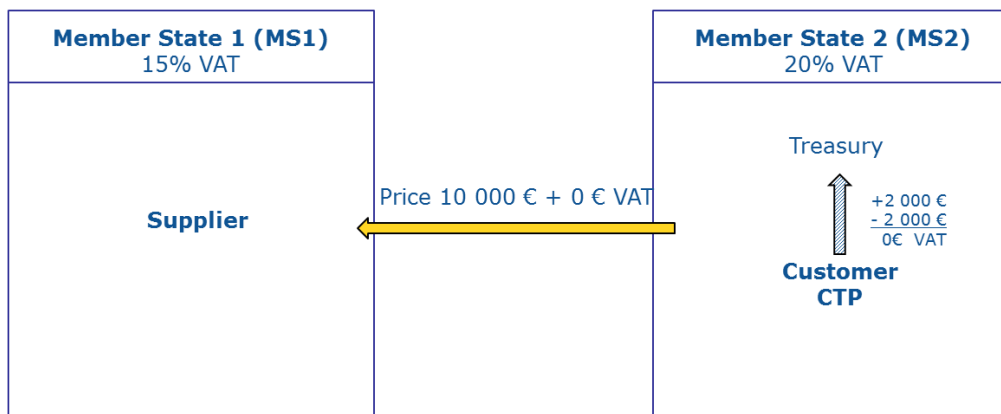 Member State 1 (MS1)
15% VAT
Member State 2 (MS2)
20% VAT
Treasury
Price 10 000 € + 0 € VAT
Supplier
+2 000 €
- 2 000 €
0€ VAT
Customer
CTP